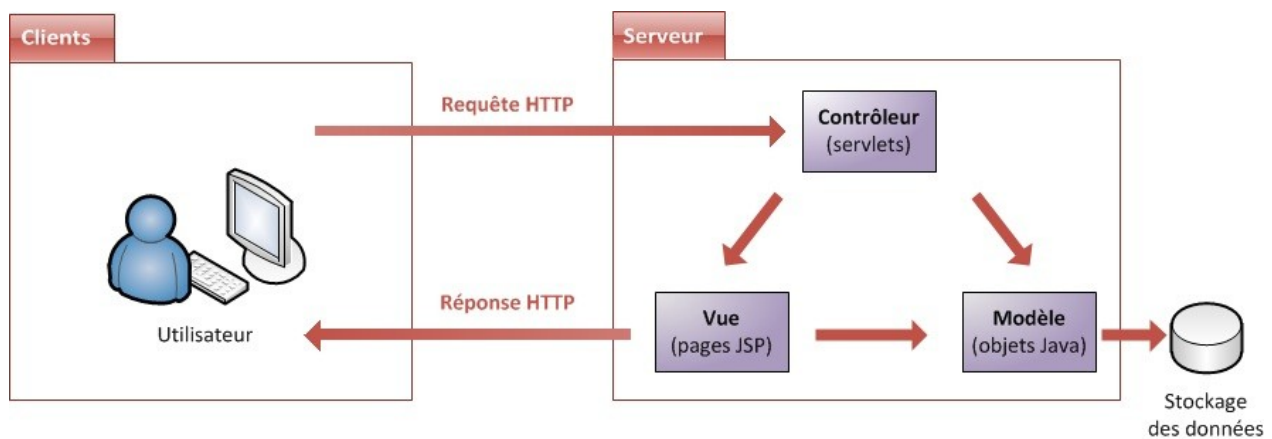 Clients
Serveur
Requête HTTP
Contrôleur
(servlets)
Réponse HTTP
Utilisateur
Vue
(pages JSP)
Modèle
(objets Java)
Stockage
des données